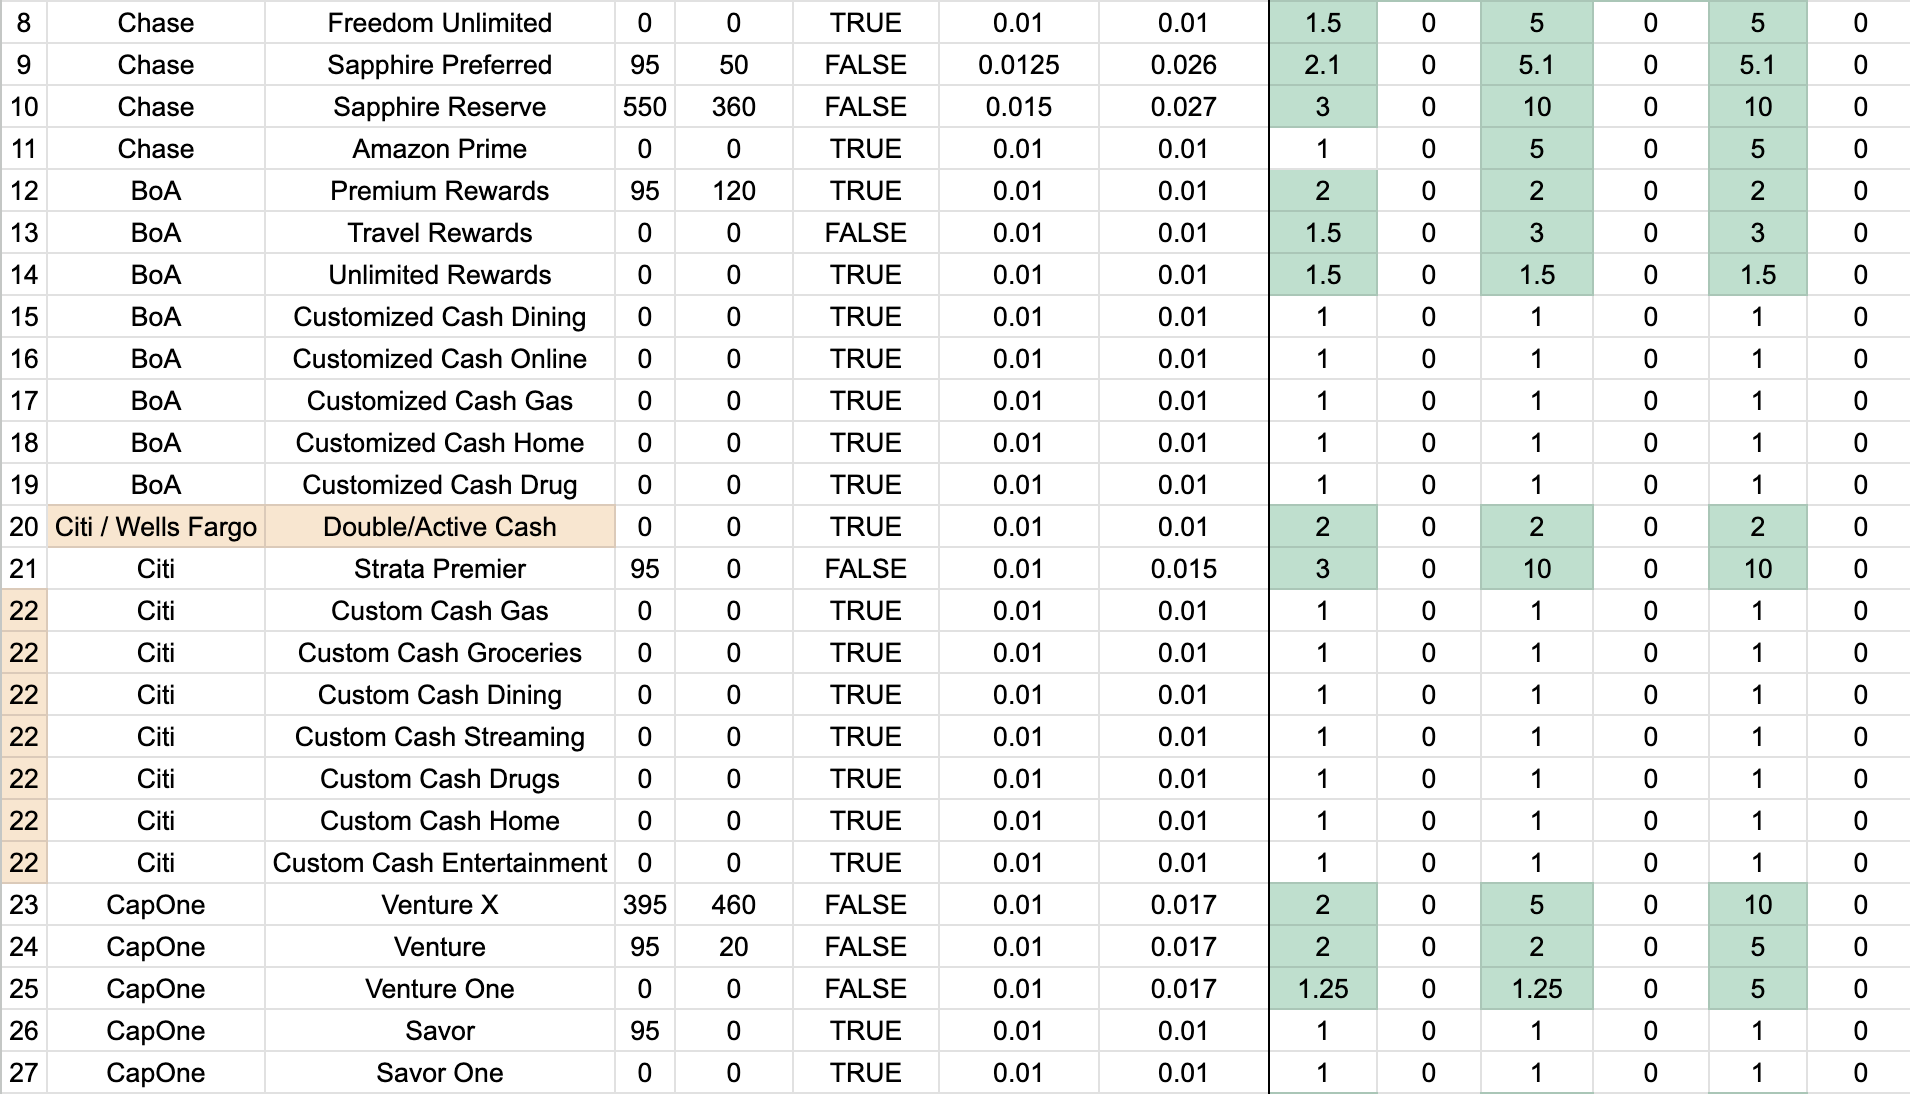 8 Chase Freedom Unlimited 0 0 TRUE 0.01 0.01 1.5 0 5 0 5 0
9 Chase Sapphire Preferred 95 50 FALSE 0.0125 0.026 2.1 0 5.1 0 5.1 0
10 Chase Sapphire Reserve 550 360 FALSE 0.015 0.027 3 0 10 0 10 0
11 Chase Amazon Prime 0 0 TRUE 0.01 0.01 1 0 5 0 5 0
12 BoA Premium Rewards 95 120 TRUE 0.01 0.01 2 0 2 0 2 0
13 BoA Travel Rewards 0 0 FALSE 0.01 0.01 1.5 0 3 0 3 0
14 BoA Unlimited Rewards 0 0 TRUE 0.01 0.01 1.5 0 1.5 0 1.5 0
15 BoA Customized Cash Dining 0 0 TRUE 0.01 0.01 1 0 1 0 1 0
16 BoA Customized Cash Online 0 0 TRUE 0.01 0.01 1 0 1 0 1 0
17 BoA Customized Cash Gas 0 0 TRUE 0.01 0.01 1 0 1 0 1 0
18 BoA Customized Cash Home 0 0 TRUE 0.01 0.01 1 0 1 0 1 0
19 BoA Customized Cash Drug 0 0 TRUE 0.01 0.01 1 0 1 0 1 0
20 Citi / Wells Fargo Double/Active Cash 0 0 TRUE 0.01 0.01 2 0 2 0 2 0
21 Citi Strata Premier 95 0 FALSE 0.01 0.015 3 0 10 0 10 0
22 Citi Custom Cash Gas 0 0 TRUE 0.01 0.01 1 0 1 0 1 0
22 Citi Custom Cash Groceries 0 0 TRUE 0.01 0.01 1 0 1 0 1 0
22 Citi Custom Cash Dining 0 0 TRUE 0.01 0.01 1 0 1 0 1 0
22 Citi Custom Cash Streaming 0 0 TRUE 0.01 0.01 1 0 1 0 1 0
22 Citi Custom Cash Drugs 0 0 TRUE 0.01 0.01 1 0 1 0 1 0
22 Citi Custom Cash Home 0 0 TRUE 0.01 0.01 1 0 1 0 1 0
22 Citi Custom Cash Entertainment 0 0 TRUE 0.01 0.01 1 0 1 0 1 0
23 CapOne Venture X 395 460 FALSE 0.01 0.017 2 0 5 0 10 0
24 CapOne Venture 95 20 FALSE 0.01 0.017 2 0 2 0 5 0
25 CapOne Venture One 0 0 FALSE 0.01 0.017 1.25 0 1.25 0 5 0
26 CapOne Savor 95 0 TRUE 0.01 0.01 1 0 1 0 1 0
27 CapOne Savor One 0 0 TRUE 0.01 0.01 1 0 1 0 1 0